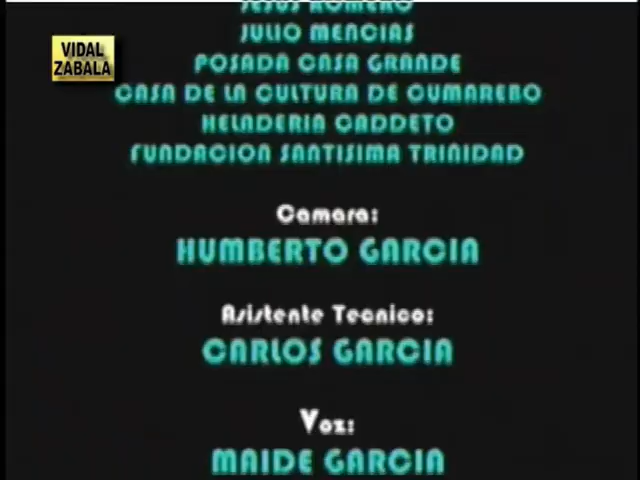 VIDAL
ZABALA
JULIO MENCIAS
POSADA CASA GRANDE
CASA DE LA CULTURA DE CUMAREBO
HELADERIA CADDETO
FUNDACION SANTISIMA TRINIDAD
Camara:
HUMBERTO GARCIA
Asistente Tecnico:
CARLOS GARCIA
Voz:
MAIDE GARCIA